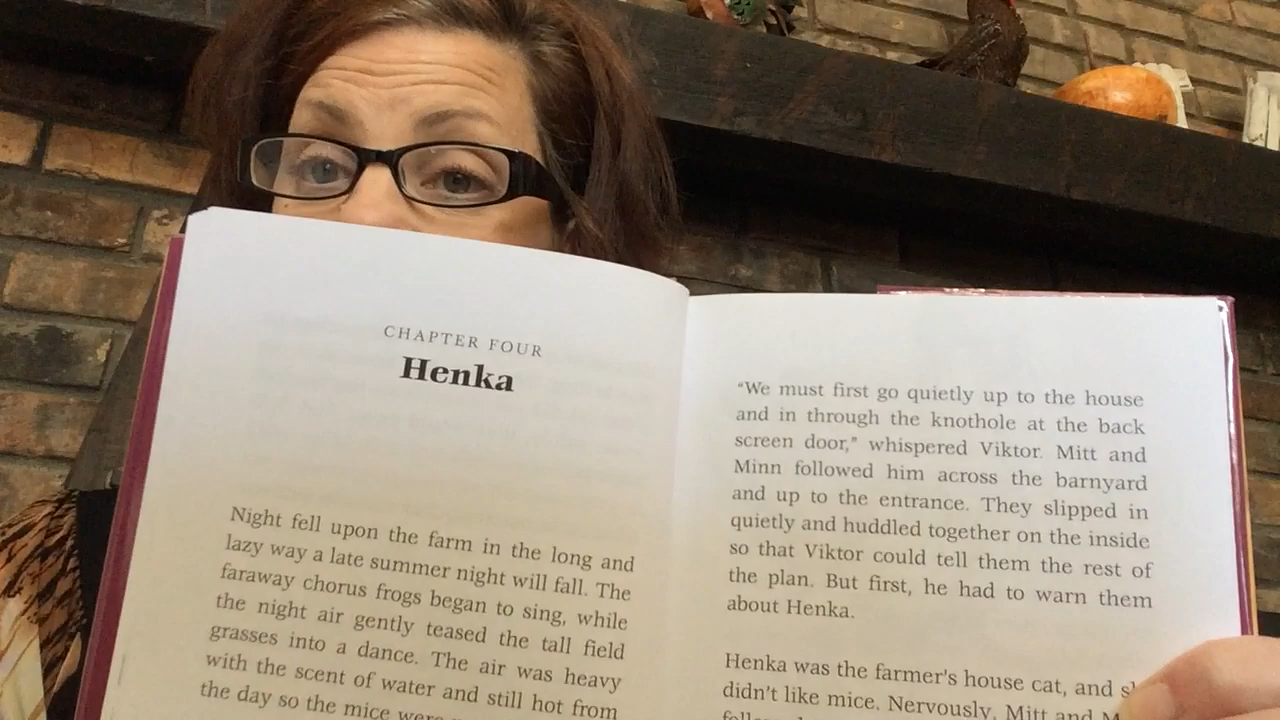 CHAPTER FOUR
Henka
Night fell upon the farm in the long and
lazy way a late summer night will fall. The
faraway chorus frogs began to sing, while
the night air gently teased the tall field
grasses into a dance. The air was heavy
with the scent of water and still hot from
the day so the mice were
“We must first go quietly up to the house
and in through the knothole at the back
screen door,” whispered Viktor. Mitt and
Minn followed him across the barnyard
and up to the entrance. They slipped in
quietly and huddled together on the inside
so that Viktor could tell them the rest of
the plan. But first, he had to warn them
about Henka.
Henka was the farmer's house cat, and
didn’t like mice. Nervously, Mitt and